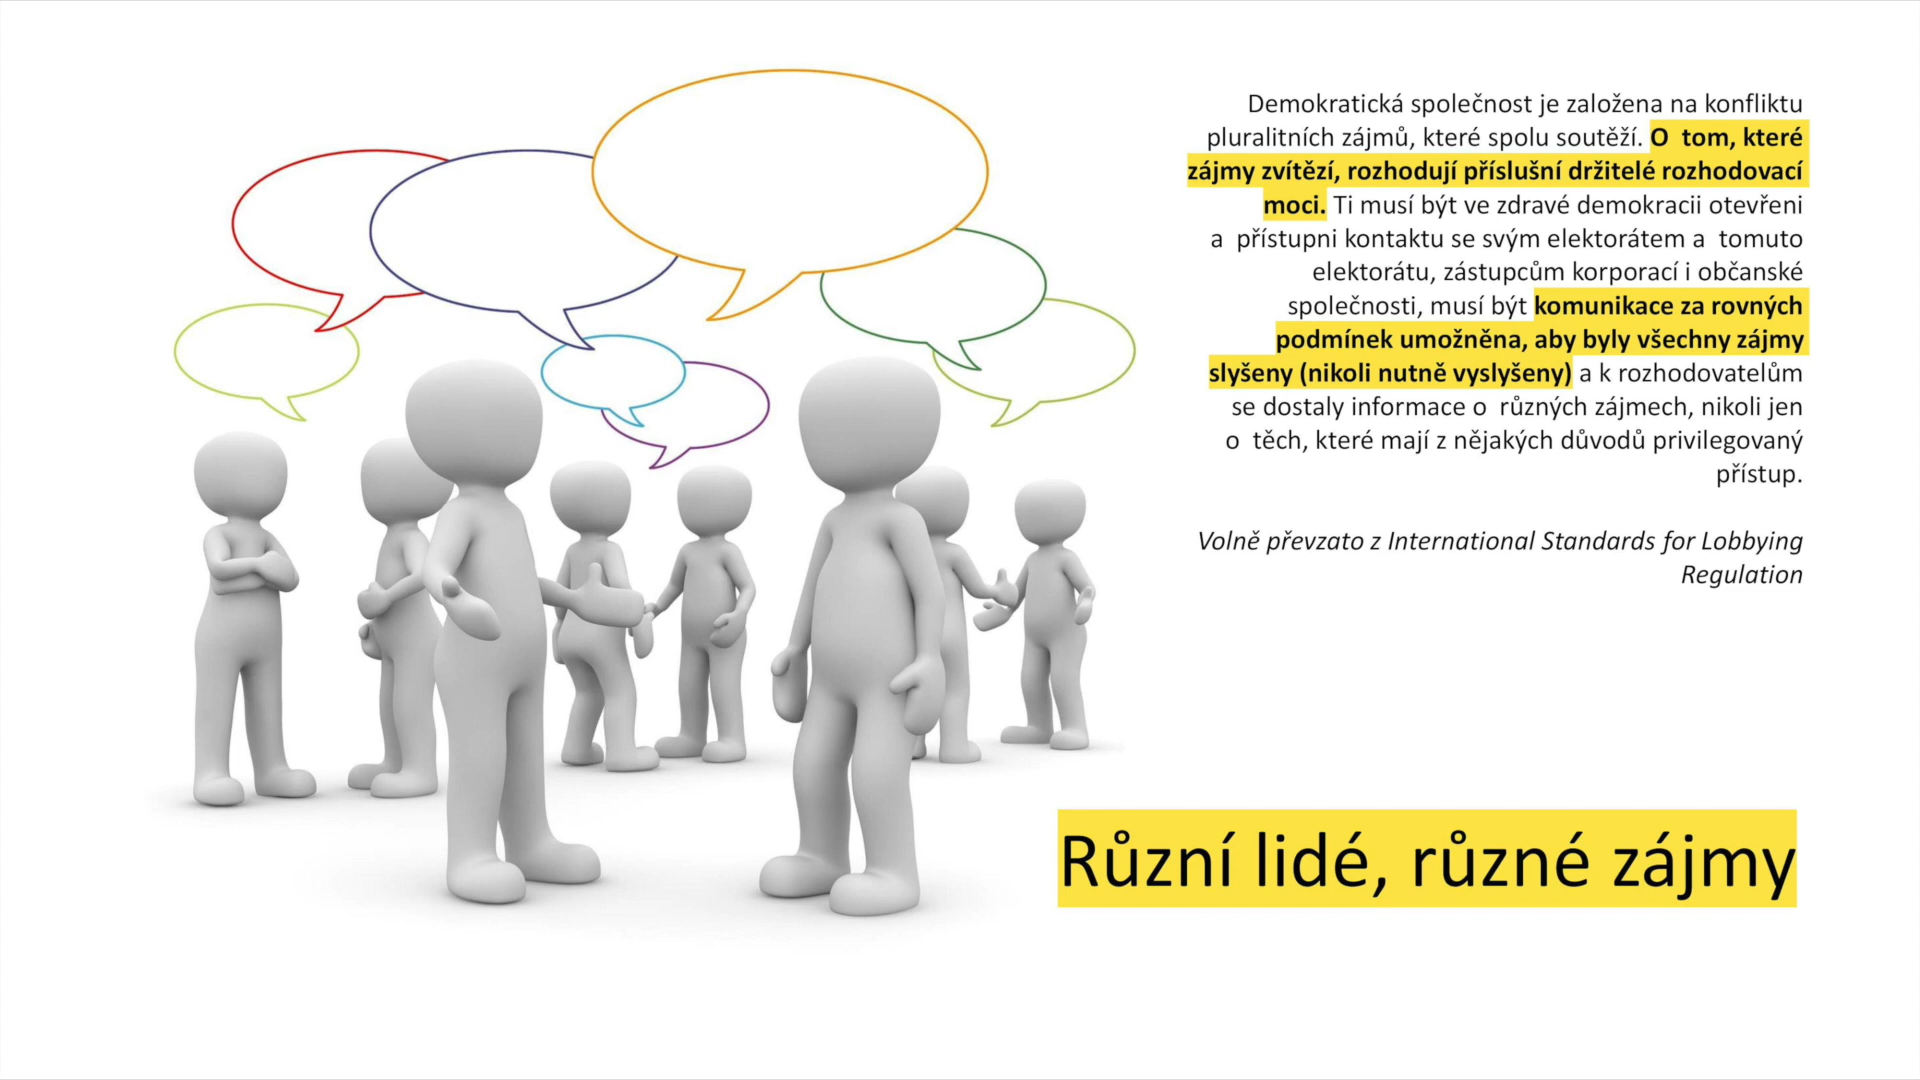 Demokratická společnost je založena na konfliktu
pluralitních zájmů, které spolu soutěží. O tom, které
zájmy zvítězí, rozhodují příslušní držitelé rozhodovací
moci. Ti musí být ve zdravé demokracii otevřeni
a přístupni kontaktu se svým elektorátem a tomuto
elektorátu, zástupcům korporací i občanské
společnosti, musí být komunikace za rovných
podmínek umožněna, aby byly všechny zájmy
slyšeny (nikoli nutně vyslyšeny) a k rozhodovatelům
se dostaly informace o různých zájmech, nikoli jen
o těch, které mají z nějakých důvodů privilegovaný
přístup.
Volně převzato z International Standards for Lobbying
Regulation
Různí lidé, různé zájmy